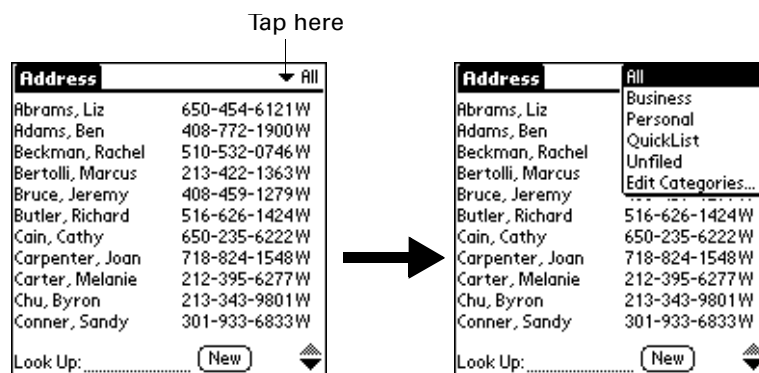 Tap here
Address All
Abrams, Liz 650-454-6121W
Adams, Ben 408-772-1900W
Beckman, Rachel 510-532-0746W
Bertolli, Marcus 213-422-1363W
Bruce, Jeremy 408-459-1279W
Butler, Richard 516-626-1424W
Cain, Cathy 650-235-6222W
Carpenter, Joan 718-824-1548W
Carter, Melanie 212-395-6277W
Chu, Byron 213-343-9801W
Conner, Sandy 301-933-6833W
Look Up: New
Address All
Abrams, Liz Business
Adams, Ben Personal
Beckman, Rachel QuickList
Bertolli, Marcus Unfiled
Bruce, Jeremy Edit Categories...
Butler, Richard 516-626-1424W
Cain, Cathy 650-235-6222W
Carpenter, Joan 718-824-1548W
Carter, Melanie 212-395-6277W
Chu, Byron 213-343-9801W
Conner, Sandy 301-933-6833W
Look Up: New